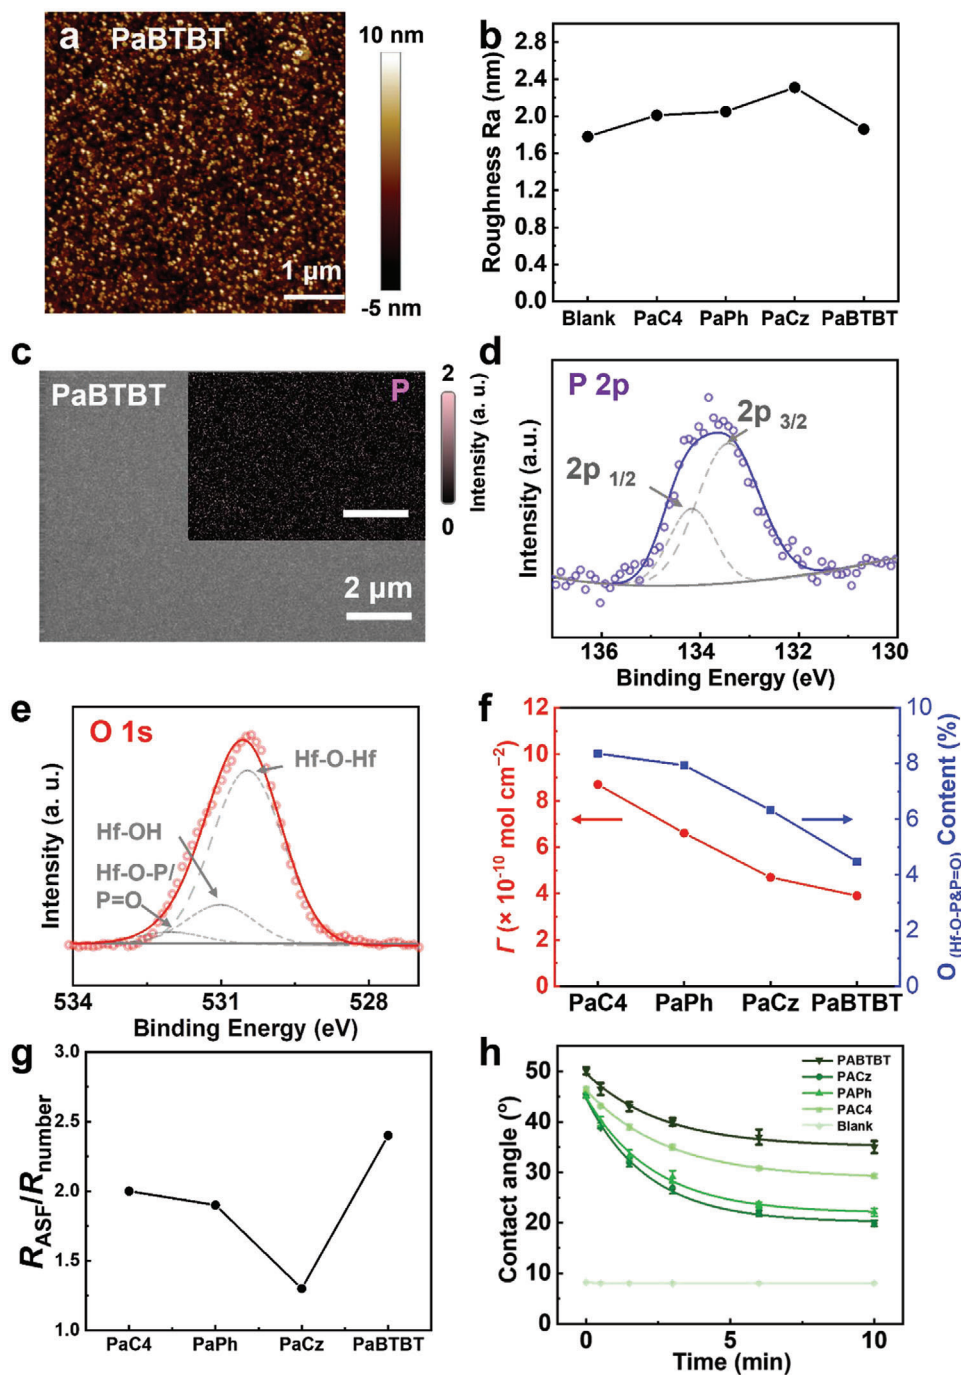 a PaBTBT
10 nm
-5 nm
1 μm
b
Roughness Ra (nm)
2.8
2.4
2.0
1.6
1.2
0.8
0.4
0.0
Blank PaC4 PaPh PaCz PaBTBT
c
PaBTBT
P
2
0
Intensity (a. u.)
2 μm
d
P 2p
2p 3/2
2p 1/2
Intensity (a.u.)
136 134 132 130
Binding Energy (eV)
e
O 1s
Hf-O-Hf
Hf-OH
Hf-O-P/
P=O
Intensity (a. u.)
534 531 528
Binding Energy (eV)
f
Γ (× 10⁻¹⁰ mol cm⁻²)
12
10
8
6
4
2
0
O (Hf-O-P&P=O) Content (%)
10
8
6
4
2
0
PaC4 PaPh PaCz PaBTBT
g
R_ASF/R_number
3.0
2.5
2.0
1.5
1.0
PaC4 PaPh PaCz PaBTBT
h
Contact angle (°)
50
40
30
20
10
0
PABTBT
PACz
PAPh
PAC4
Blank
0 5 10
Time (min)